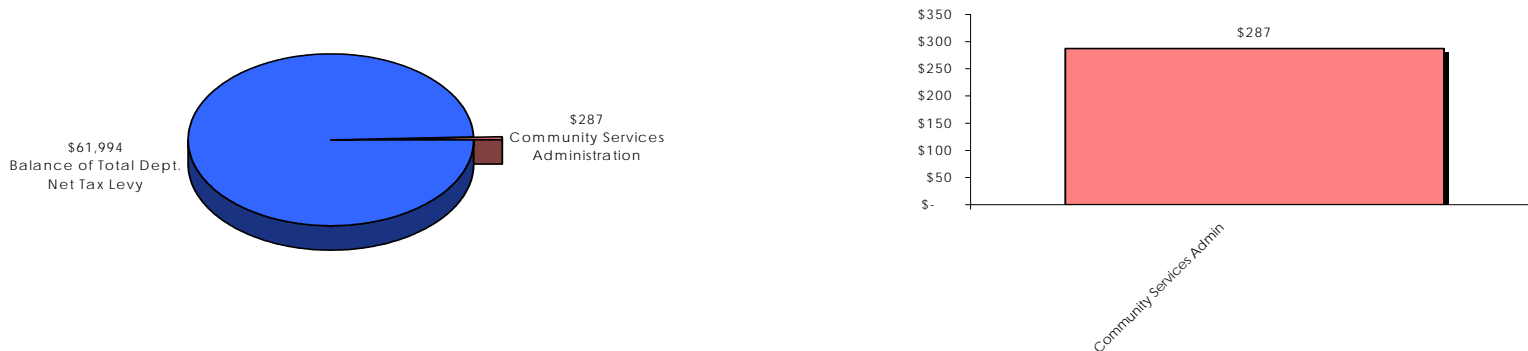 $61,994
Balance of Total Dept.
Net Tax Levy
$287
Community Services
Administration
$350
$300
$250
$200
$150
$100
$50
$-
$287
Community Services Admin